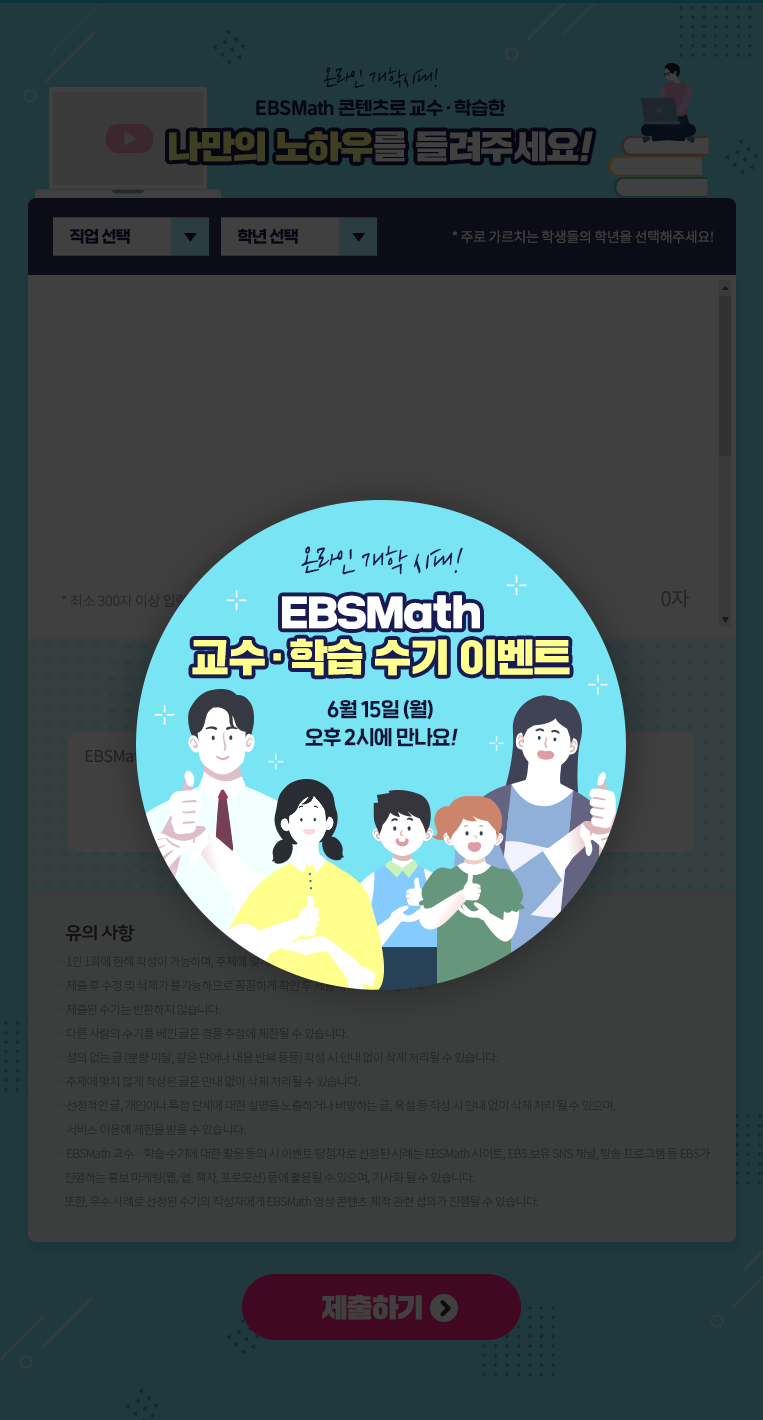 온라인 개학시대!
EBSMath 콘텐츠로 교수·학습한
나만의 노하우를 들려주세요!
직업 선택
학년 선택
* 주로 가르치는 학생들의 학년을 선택해주세요!
* 최소 300자 이상 입력
0자
온라인 개학 시대!
EBSMath
교수·학습 수기 이벤트
6월 15일 (월)
오후 2시에 만나요!
EBSMa
유의 사항
· 1인 1회에 한해 작성이 가능하며, 주제에 맞
· 제출 후 수정 및 삭제가 불가능하므로 꼼꼼하게 확인 후 제출
· 제출된 수기는 반환하지 않습니다.
· 다른 사람의 수기를 베낀 글은 경품 추첨에 제한될 수 있습니다.
· 성의 없는 글 (분량 미달, 같은 단어나 내용 반복 등등) 작성 시 안내 없이 삭제 처리될 수 있습니다.
· 주제에 맞지 않게 작성된 글은 안내 없이 삭제 처리될 수 있습니다.
· 선정적인 글, 개인이나 특정 단체에 대한 실명을 노출하거나 비방하는 글, 욕설 등 작성 시 안내 없이 삭제 처리 될 수 있으며,
서비스 이용에 제한을 받을 수 있습니다.
· EBSMath 교수 · 학습 수기에 대한 활용 동의 시 이벤트 당첨자로 선정된 사례는 EBSMath 사이트, EBS 보유 SNS 채널, 방송 프로그램 등 EBS가
진행하는 홍보 마케팅(웹, 앱, 책자, 프로모션) 등에 활용될 수 있으며, 기사화 될 수 있습니다.
또한, 우수 사례로 선정된 수기의 작성자에게 EBSMath 영상 콘텐츠 제작 관련 섭외가 진행될 수 있습니다.
제출하기